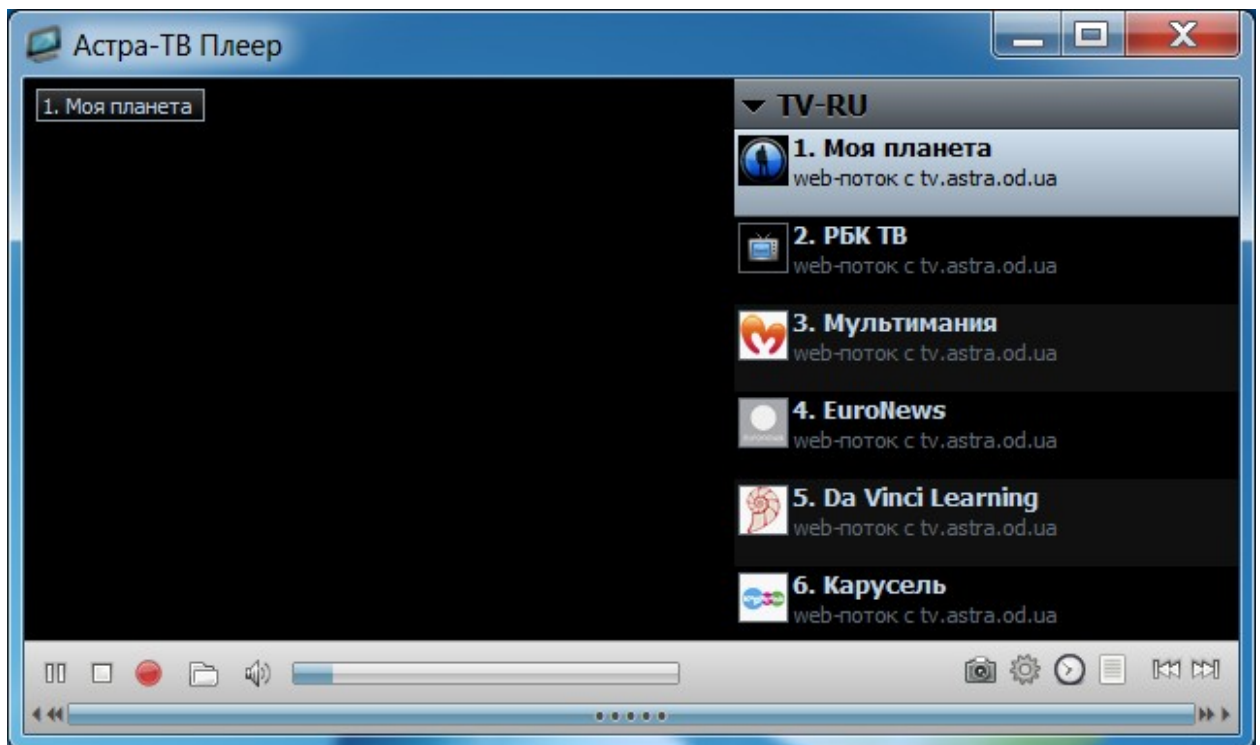 Астра-ТВ Плеер
1. Моя планета
TV-RU
1. Моя планета
web-поток с tv.astra.od.ua
2. РБК ТВ
web-поток с tv.astra.od.ua
3. Мультимания
web-поток с tv.astra.od.ua
4. EuroNews
web-поток с tv.astra.od.ua
5. Da Vinci Learning
web-поток с tv.astra.od.ua
6. Карусель
web-поток с tv.astra.od.ua